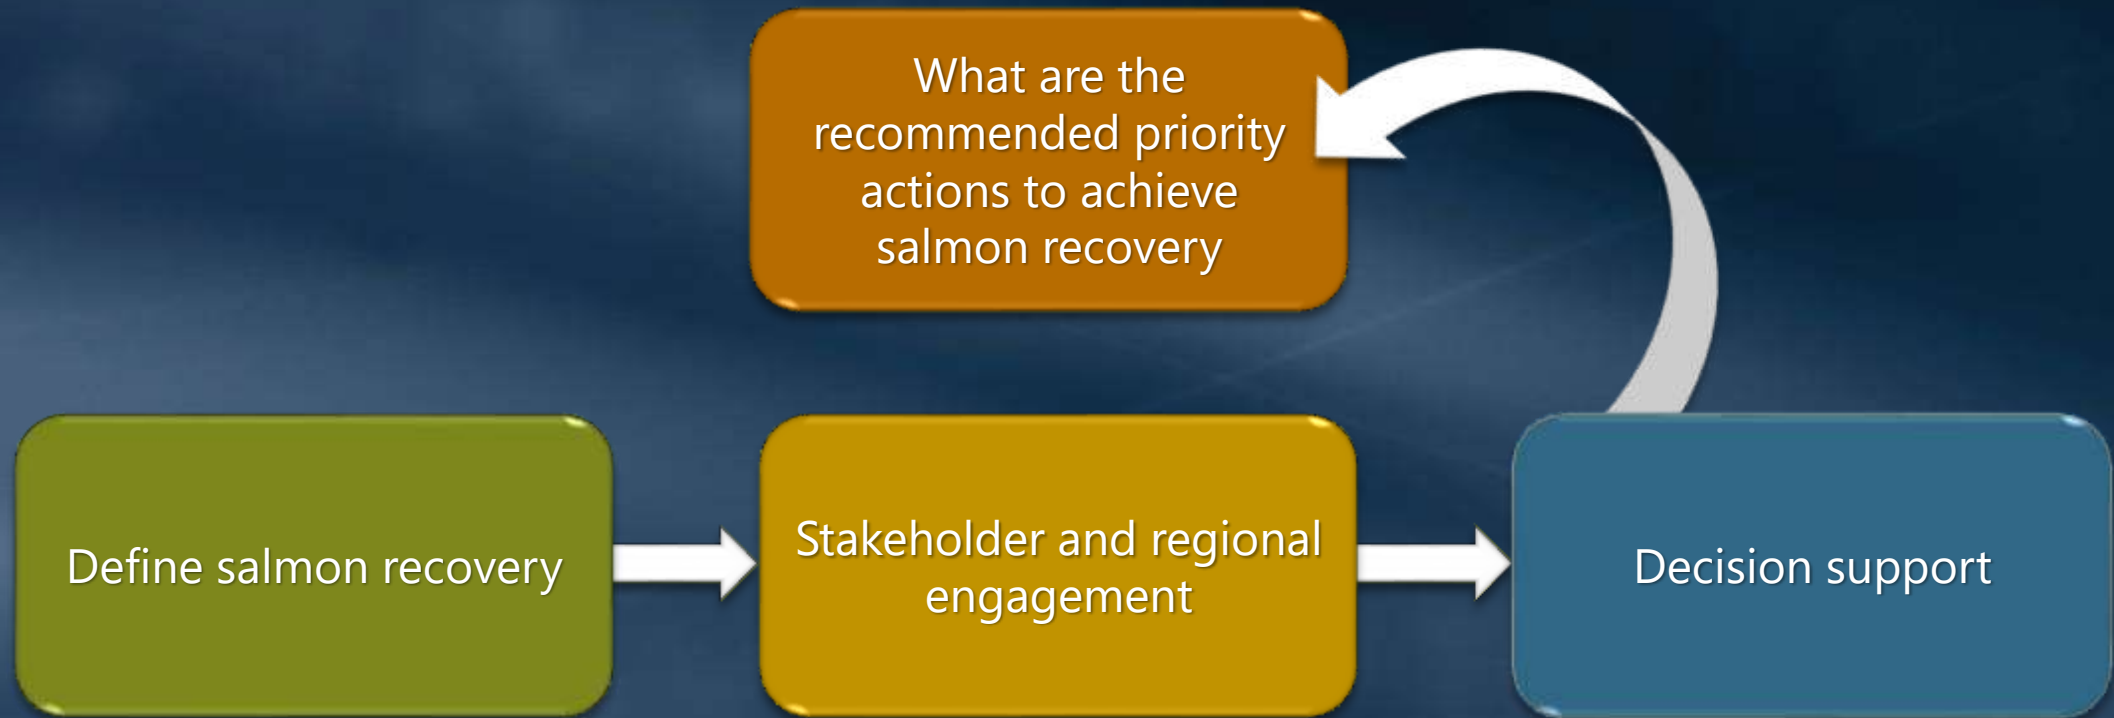 What are the
recommended priority
actions to achieve
salmon recovery
Define salmon recovery
Stakeholder and regional
engagement
Decision support